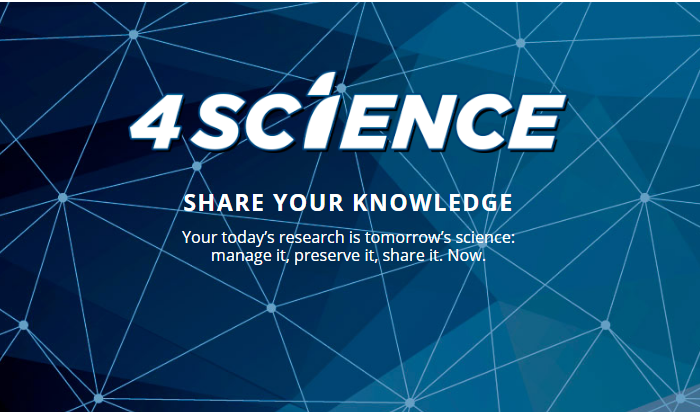 4SCIENCE
SHARE YOUR KNOWLEDGE
Your today’s research is tomorrow’s science:
manage it, preserve it, share it. Now.